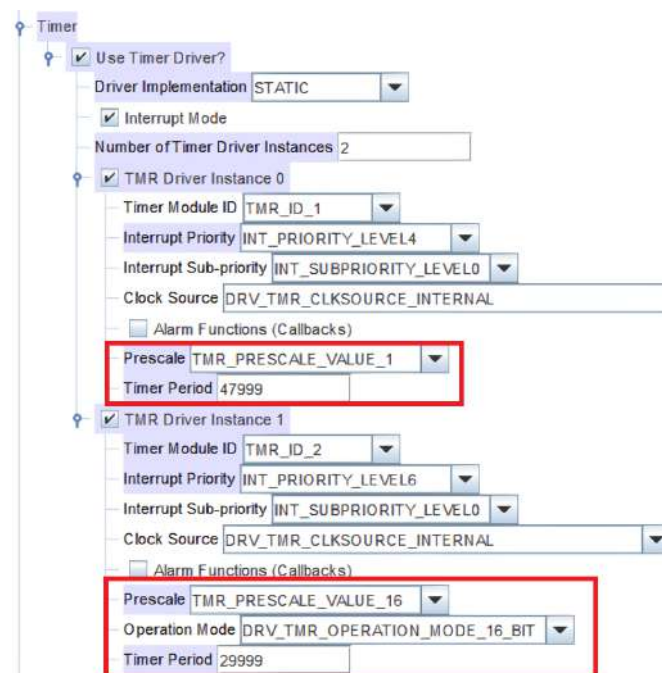 Timer
Use Timer Driver?
Driver Implementation STATIC
Interrupt Mode
Number of Timer Driver Instances 2
TMR Driver Instance 0
Timer Module ID TMR_ID_1
Interrupt Priority INT_PRIORITY_LEVEL4
Interrupt Sub-priority INT_SUBPRIORITY_LEVEL0
Clock Source DRV_TMR_CLKSOURCE_INTERNAL
Alarm Functions (Callbacks)
Prescale TMR_PRESCALE_VALUE_1
Timer Period 47999
TMR Driver Instance 1
Timer Module ID TMR_ID_2
Interrupt Priority INT_PRIORITY_LEVEL6
Interrupt Sub-priority INT_SUBPRIORITY_LEVEL0
Clock Source DRV_TMR_CLKSOURCE_INTERNAL
Alarm Functions (Callbacks)
Prescale TMR_PRESCALE_VALUE_16
Operation Mode DRV_TMR_OPERATION_MODE_16_BIT
Timer Period 29999